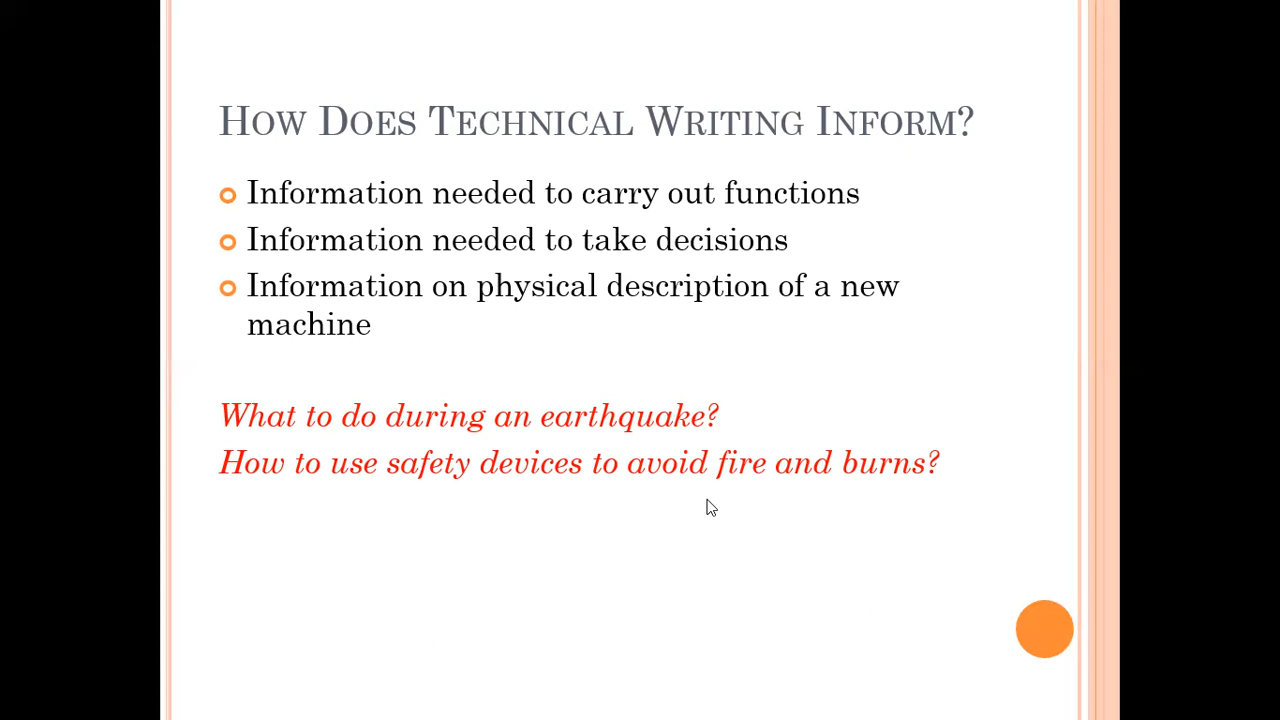 How Does Technical Writing Inform?
Information needed to carry out functions
Information needed to take decisions
Information on physical description of a new
machine
What to do during an earthquake?
How to use safety devices to avoid fire and burns?